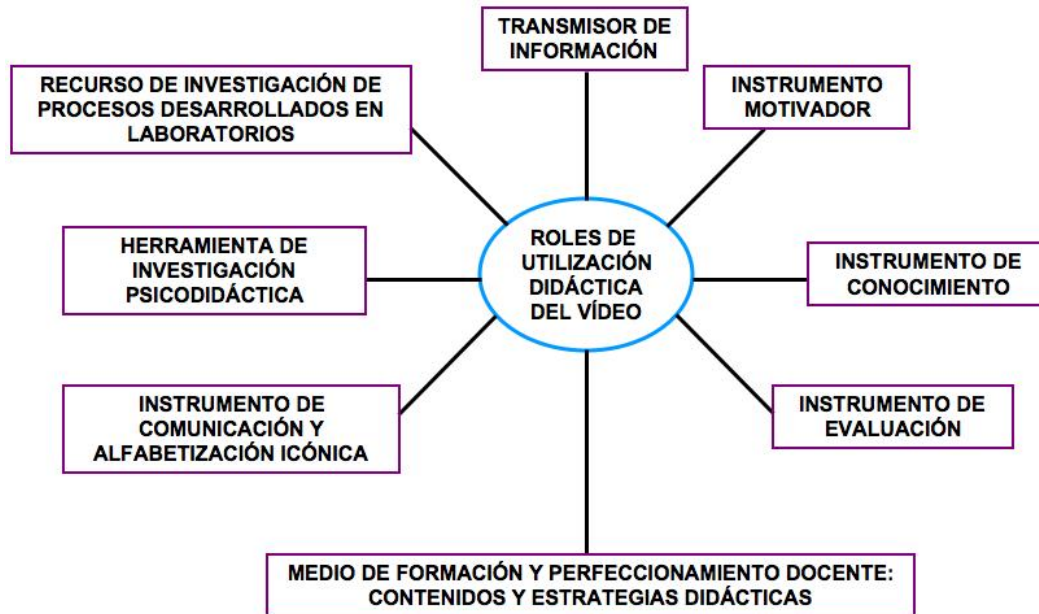 TRANSMISOR DE
INFORMACIÓN
RECURSO DE INVESTIGACIÓN DE
PROCESOS DESARROLLADOS EN
LABORATORIOS
INSTRUMENTO
MOTIVADOR
HERRAMIENTA DE
INVESTIGACIÓN
PSICODIDÁCTICA
ROLES DE
UTILIZACIÓN
DIDÁCTICA
DEL VÍDEO
INSTRUMENTO DE
CONOCIMIENTO
INSTRUMENTO DE
COMUNICACIÓN Y
ALFABETIZACIÓN ICÓNICA
INSTRUMENTO DE
EVALUACIÓN
MEDIO DE FORMACIÓN Y PERFECCIONAMIENTO DOCENTE:
CONTENIDOS Y ESTRATEGIAS DIDÁCTICAS